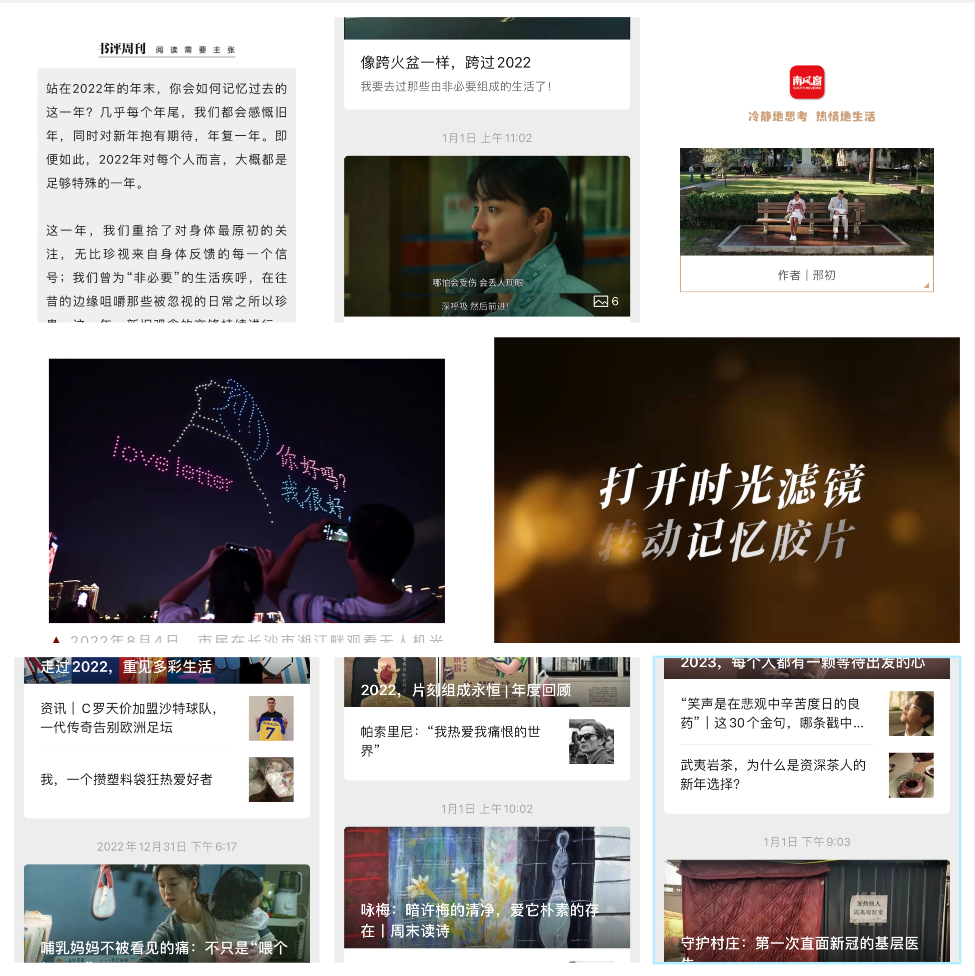 书评周刊 阅读需要主张
站在2022年的年末，你会如何记忆过去的
这一年？几乎每个年尾，我们都会感慨旧
年，同时对新年抱有期待，年复一年。即
便如此，2022年对每个人而言，大概都是
足够特殊的一年。
这一年，我们重拾了对身体最原初的关
注，无比珍视来自身体反馈的每一个信
号；我们曾为“非必要”的生活疾呼，在往
昔的边缘咀嚼那些被忽视的日常之所以珍
像跨火盆一样，跨过2022
我要去过那些由非必要组成的生活了！
1月1日 上午11:02
哪怕会受伤 会丢人现眼
深呼吸 然后前进！
6
南风窗
冷静地思考 热情地生活
作者｜邢初
love letter
你好吗？
我很好
2022年8月4日，市民在长沙市湘江畔观看无人机光
打开时光滤镜
转动记忆胶片
走过2022，重见多彩生活
资讯｜C罗天价加盟沙特球队，
一代传奇告别欧洲足坛
RONALDO
7
我，一个攒塑料袋狂热爱好者
2022年12月31日 下午6:17
哺乳妈妈不被看见的痛：不只是“喂个
2022，片刻组成永恒|年度回顾
帕索里尼：“我热爱我痛恨的世
界”
1月1日 上午10:02
咏梅：暗许梅的清净，爱它朴素的存
在｜周末读诗
2023，每个人都有一颗等待出发的心
“笑声是在悲观中辛苦度日的良
药”｜这30个金句，哪条戳中...
武夷岩茶，为什么是资深茶人的
新年选择？
1月1日 下午9:03
发热病人
守护村庄：第一次直面新冠的基层医
生